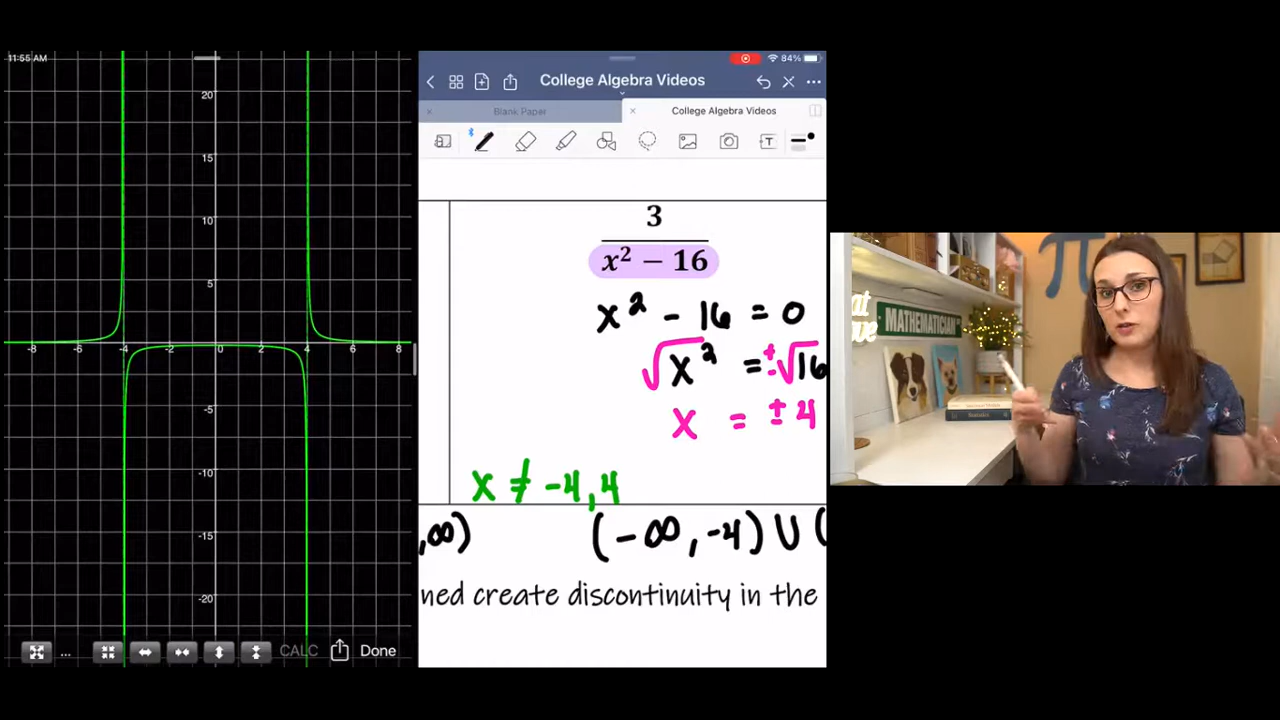 11:55 AM
84%
College Algebra Videos
Blank Paper
College Algebra Videos
3
x² − 16
x² - 16 = 0
√x² = ±√16
x = ±4
x ≠ -4, 4
,∞) (-∞, -4) ∪ (
ned create discontinuity in the
20
15
10
5
-8 -6 -4 -2 0 2 4 6 8
-5
-10
-15
-20
... CALC Done
MATHEMATICIAN
at